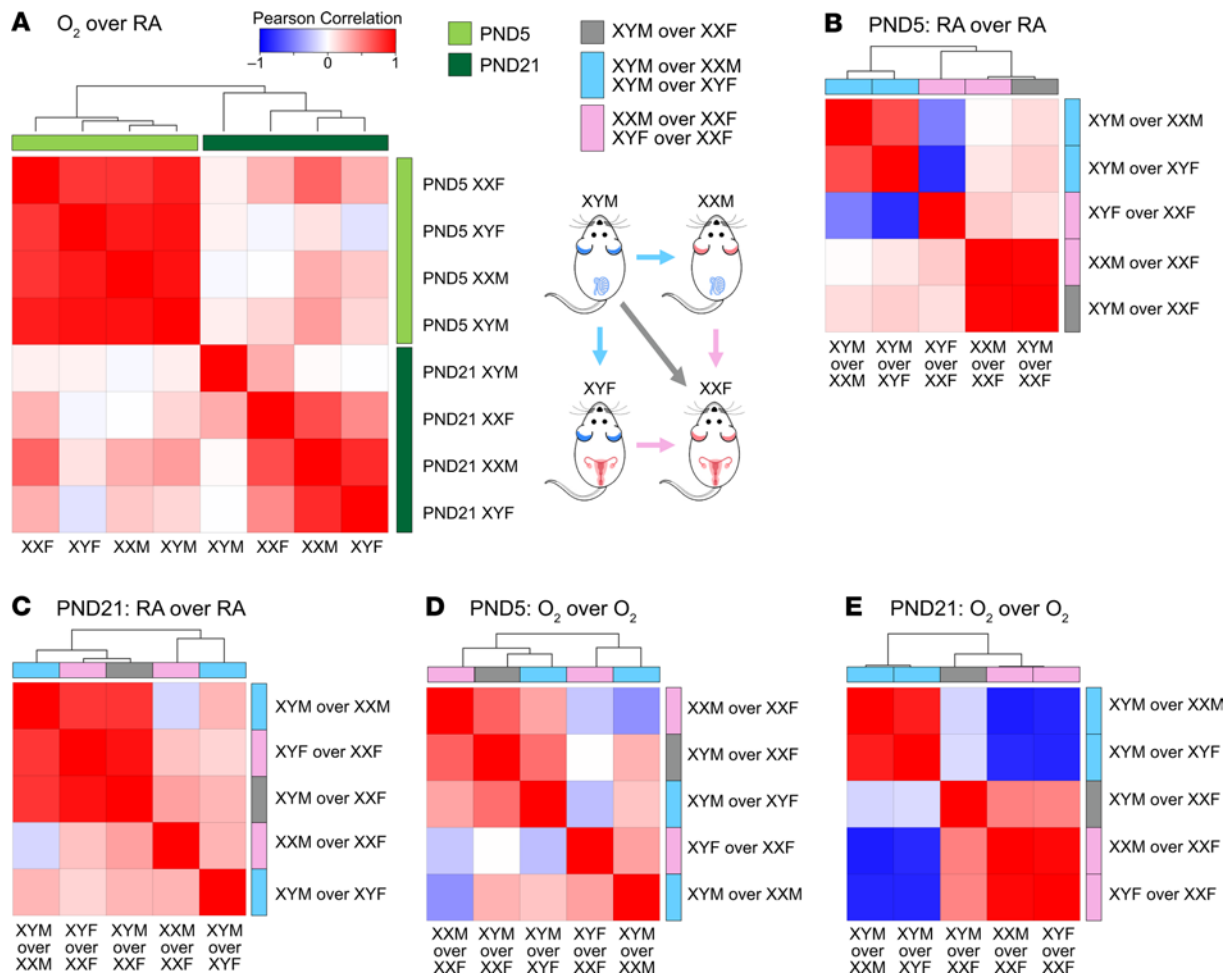 A O₂ over RA
Pearson Correlation
−1 0 1
PND5
PND21
XYM over XXF
XYM over XXM
XYM over XYF
XXM over XXF
XYF over XXF
PND5 XXF
PND5 XYF
PND5 XXM
PND5 XYM
PND21 XYM
PND21 XXF
PND21 XXM
PND21 XYF
XXF XYF XXM XYM XYM XXF XXM XYF
XYM XXM
XYF XXF
B PND5: RA over RA
XYM over XXM
XYM over XYF
XYF over XXF
XXM over XXF
XYM over XXF
XYM XYM XYF XXM XYM
over over over over over
XXM XYF XXF XXF XXF
C PND21: RA over RA
XYM over XXM
XYF over XXF
XYM over XXF
XXM over XXF
XYM over XYF
XYM XYF XYM XXM XYM
over over over over over
XXM XXF XXF XXF XYF
D PND5: O₂ over O₂
XXM over XXF
XYM over XXF
XYM over XYF
XYF over XXF
XYM over XXM
XXM XYM XYM XYF XYM
over over over over over
XXF XXF XYF XXF XXM
E PND21: O₂ over O₂
XYM over XXM
XYM over XYF
XYM over XXF
XXM over XXF
XYF over XXF
XYM XYM XYM XXM XYF
over over over over over
XXM XYF XXF XXF XXF